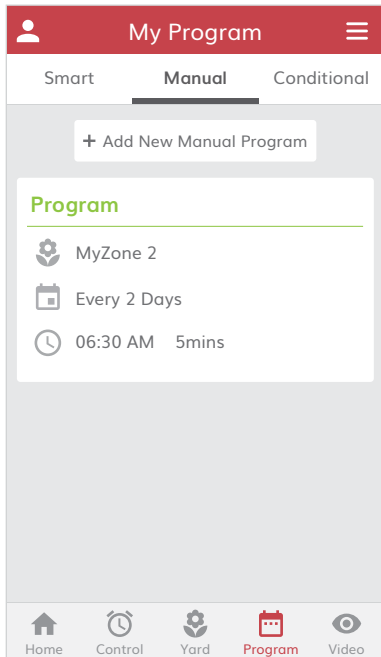 My Program
Smart Manual Conditional
+ Add New Manual Program
Program
MyZone 2
Every 2 Days
06:30 AM 5mins
Home Control Yard Program Video